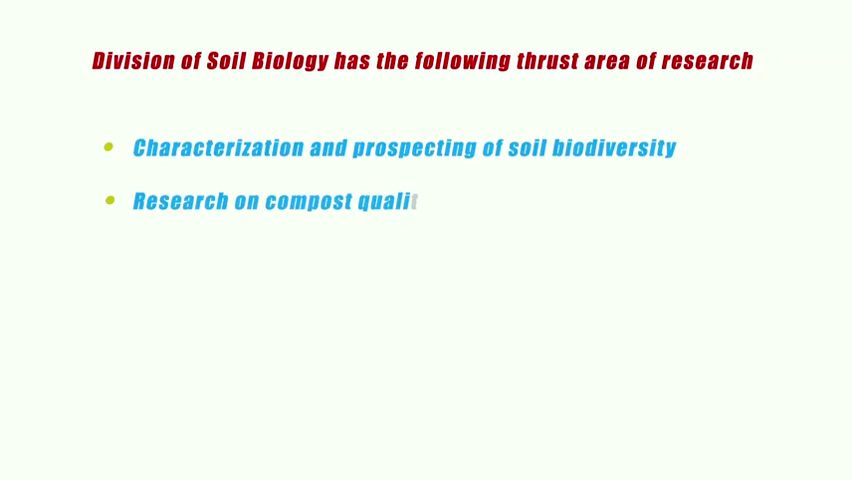 Division of Soil Biology has the following thrust area of research
• Characterization and prospecting of soil biodiversity
• Research on compost qualit